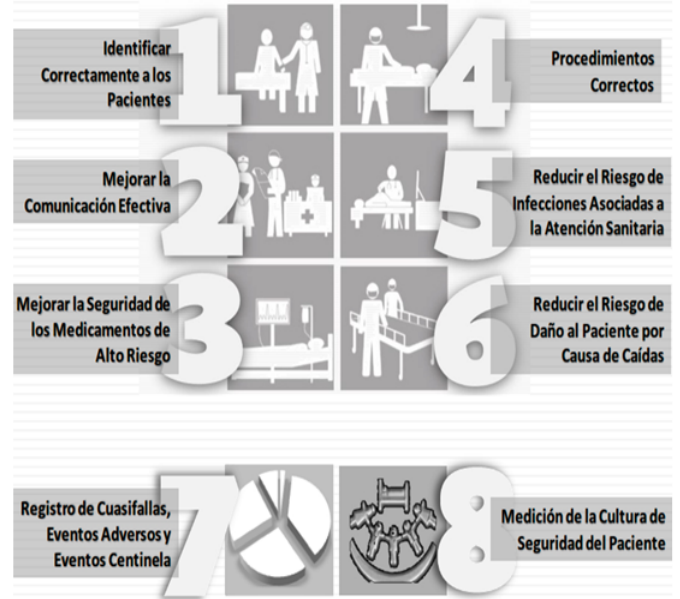 1
Identificar
Correctamente a los
Pacientes
4
Procedimientos
Correctos
2
Mejorar la
Comunicación Efectiva
5
Reducir el Riesgo de
Infecciones Asociadas a
la Atención Sanitaria
3
Mejorar la Seguridad de
los Medicamentos de
Alto Riesgo
6
Reducir el Riesgo de
Daño al Paciente por
Causa de Caídas
7
Registro de Cuasifallas,
Eventos Adversos y
Eventos Centinela
8
Medición de la Cultura de
Seguridad del Paciente